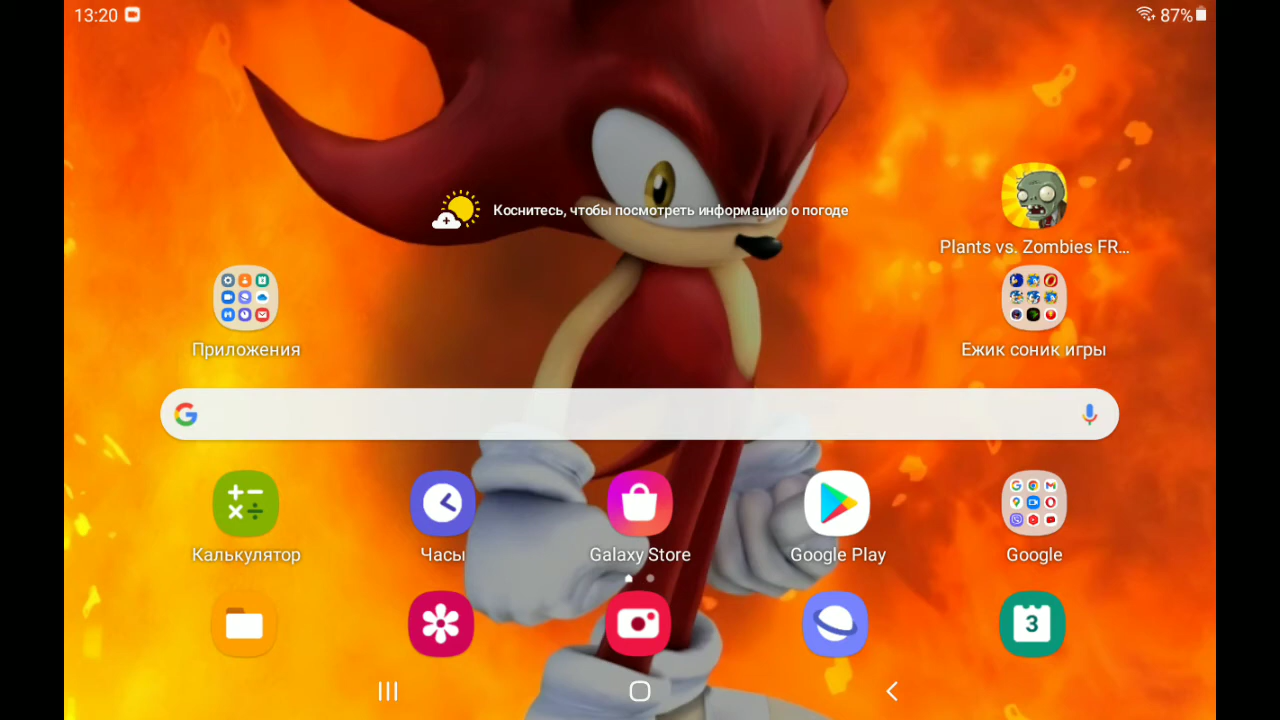 13:20
87%
Коснитесь, чтобы посмотреть информацию о погоде
Plants vs. Zombies FR...
Приложения
Ежик соник игры
Калькулятор
Часы
Galaxy Store
Google Play
Google
3